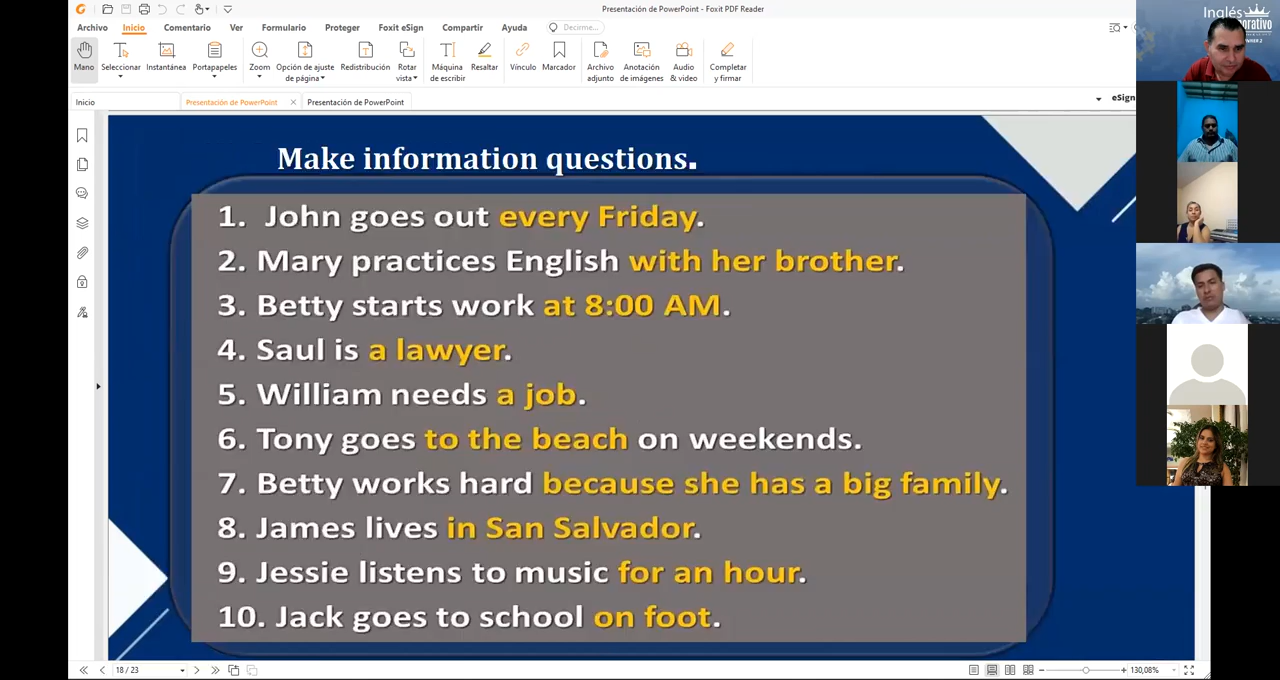 Presentación de PowerPoint - Foxit PDF Reader
Archivo Inicio Comentario Ver Formulario Proteger Foxit eSign Compartir Ayuda Decirme...
Mano Seleccionar Instantánea Portapapeles Zoom Opción de ajuste de página Redistribución Rotar vista Máquina de escribir Resaltar Vínculo Marcador Archivo adjunto Anotación de imágenes Audio & video Completar y firmar
Inicio Presentación de PowerPoint Presentación de PowerPoint eSign
Inglés
Make information questions.
1. John goes out every Friday.
2. Mary practices English with her brother.
3. Betty starts work at 8:00 AM.
4. Saul is a lawyer.
5. William needs a job.
6. Tony goes to the beach on weekends.
7. Betty works hard because she has a big family.
8. James lives in San Salvador.
9. Jessie listens to music for an hour.
10. Jack goes to school on foot.
18 / 23 130,08%